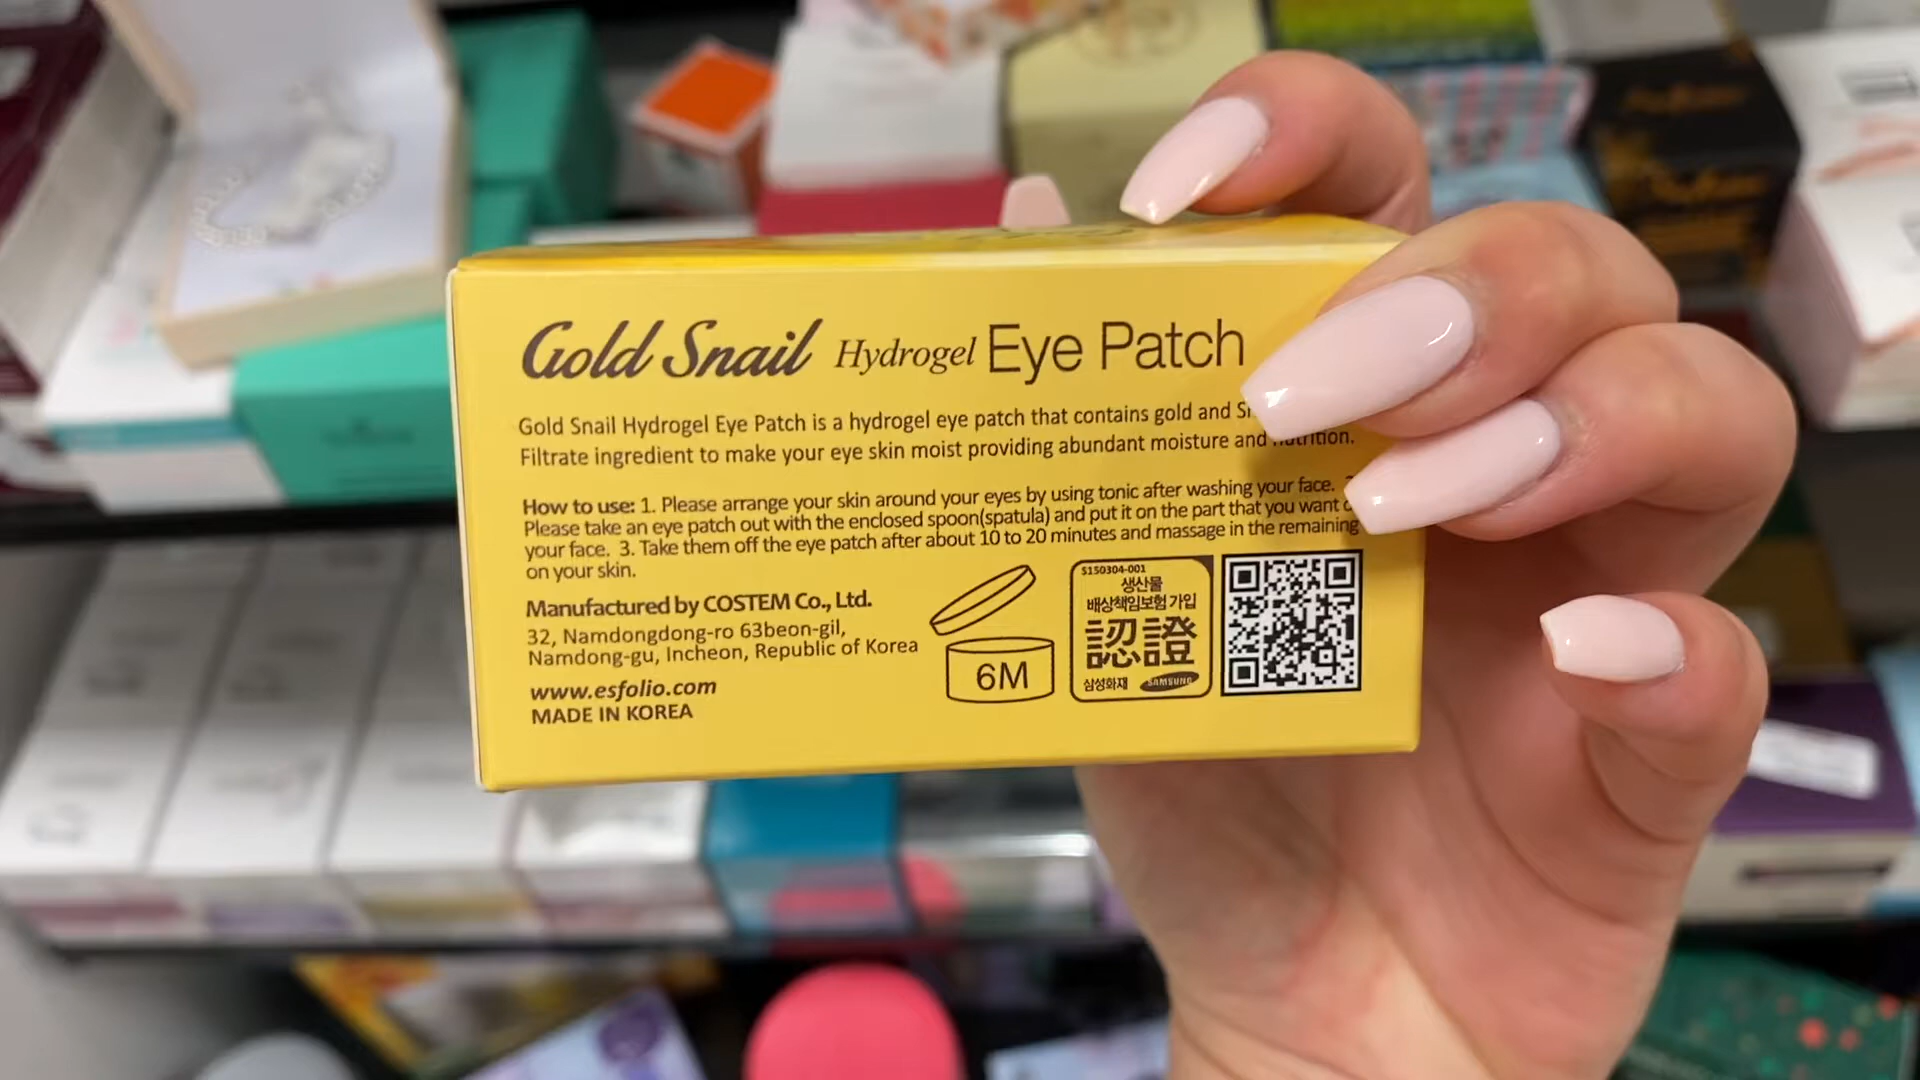 Gold Snail Hydrogel Eye Patch
Gold Snail Hydrogel Eye Patch is a hydrogel eye patch that contains gold and
Filtrate ingredient to make your eye skin moist providing abundant moisture and nutrition.
How to use: 1. Please arrange your skin around your eyes by using tonic after washing your face.
Please take an eye patch out with the enclosed spoon(spatula) and put it on the part that you want
your face. 3. Take them off the eye patch after about 10 to 20 minutes and massage in the remaining
on your skin.
Manufactured by COSTEM Co., Ltd.
32, Namdongdong-ro 63beon-gil,
Namdong-gu, Incheon, Republic of Korea
www.esfolio.com
MADE IN KOREA
6M
S150304-001
생산물
배상책임보험 가입
認證
삼성화재 SAMSUNG